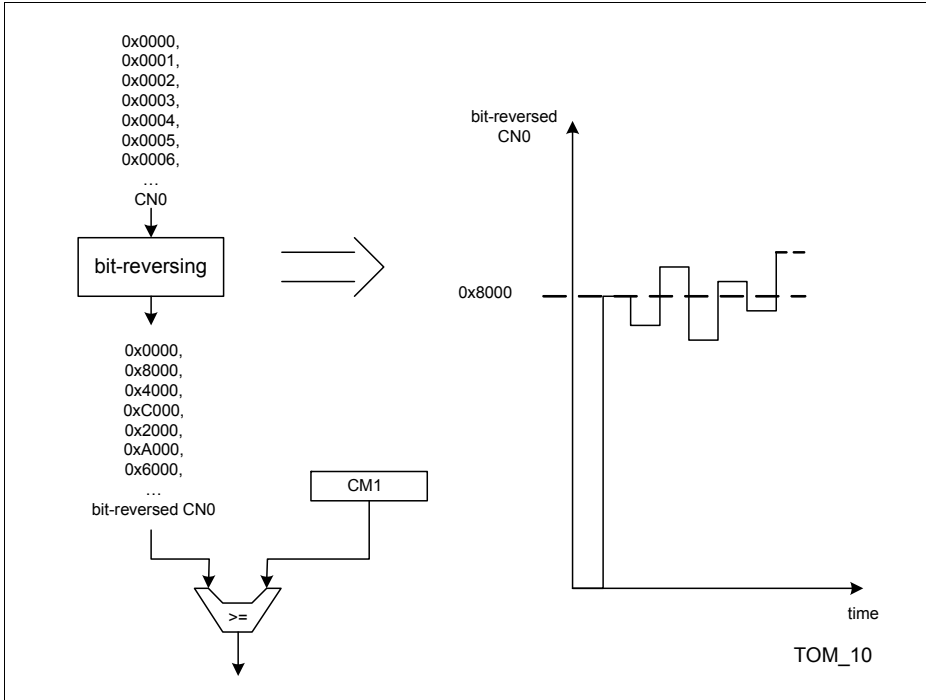 0x0000,
0x0001,
0x0002,
0x0003,
0x0004,
0x0005,
0x0006,
...
CN0
bit-reversing
0x0000,
0x8000,
0x4000,
0xC000,
0x2000,
0xA000,
0x6000,
...
bit-reversed CN0
CM1
>=
bit-reversed
CN0
0x8000
time
TOM_10